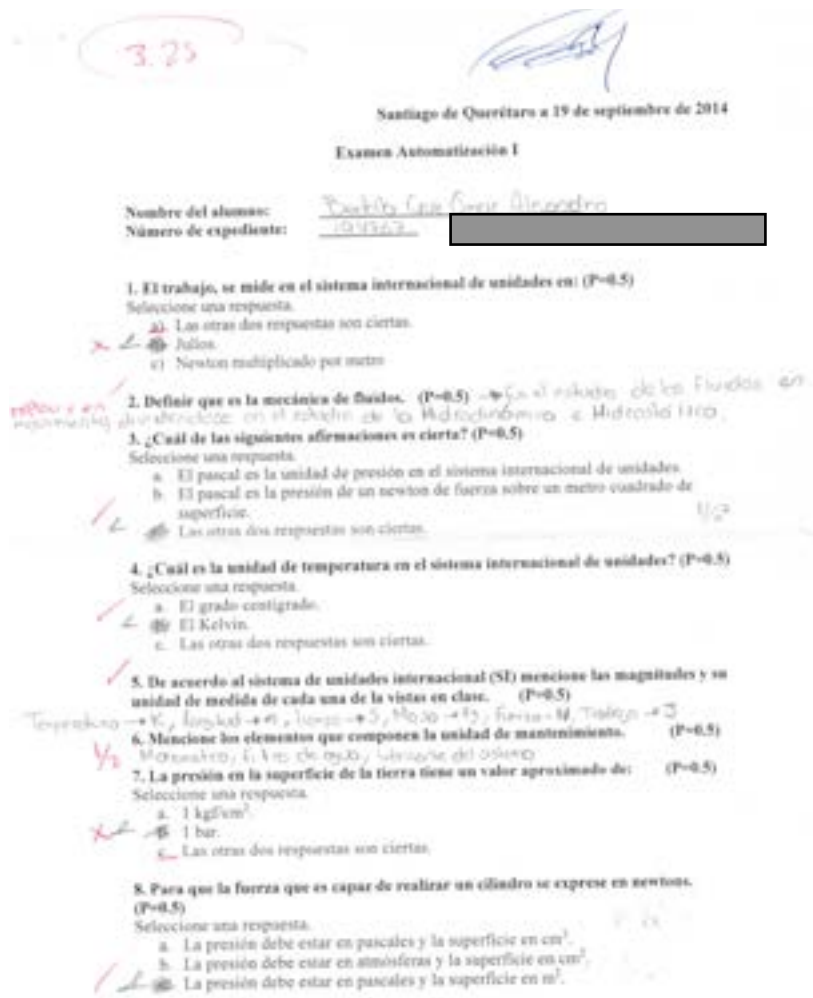 3.25
Santiago de Querétaro a 19 de septiembre de 2014
Examen Automatización I
Nombre del alumno: Alejandro
Número de expediente:
1. El trabajo, se mide en el sistema internacional de unidades en: (P=0.5)
Seleccione una respuesta.
a) Las otras dos respuestas son ciertas.
Julios.
c) Newton multiplicado por metro
2. Definir que es la mecánica de fluidos. (P=0.5) → Es el estudio de los Fluidos en
movimiento, dividiendose en el estudio de la Hidrodinámica e Hidrostática.
3. ¿Cuál de las siguientes afirmaciones es cierta? (P=0.5)
Seleccione una respuesta.
a. El pascal es la unidad de presión en el sistema internacional de unidades.
b. El pascal es la presión de un newton de fuerza sobre un metro cuadrado de
superficie.
Las otras dos respuestas son ciertas.
4. ¿Cuál es la unidad de temperatura en el sistema internacional de unidades? (P=0.5)
Seleccione una respuesta.
a. El grado centígrado.
El Kelvin.
c. Las otras dos respuestas son ciertas.
5. De acuerdo al sistema de unidades internacional (SI) mencione las magnitudes y su
unidad de medida de cada una de la vistas en clase. (P=0.5)
Temperatura → K, longitud → m, tiempo → s, Masa → Kg, Fuerza - N, Trabajo → J
6. Mencione los elementos que componen la unidad de mantenimiento. (P=0.5)
1/2 Manometro, filtro de agua,
7. La presión en la superficie de la tierra tiene un valor aproximado de: (P=0.5)
Seleccione una respuesta.
a. 1 kgf/cm².
1 bar.
c. Las otras dos respuestas son ciertas.
8. Para que la fuerza que es capar de realizar un cilindro se exprese en newtons.
(P=0.5)
Seleccione una respuesta.
a. La presión debe estar en pascales y la superficie en cm².
b. La presión debe estar en atmósferas y la superficie en cm².
La presión debe estar en pascales y la superficie en m².